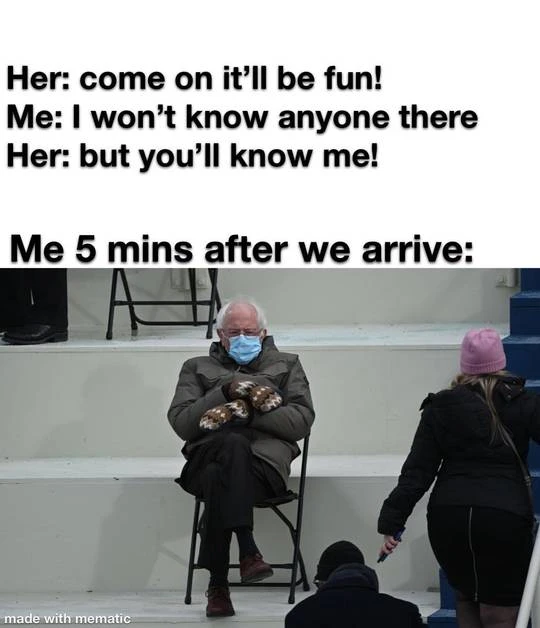 Her: come on it’ll be fun!
Me: I won’t know anyone there
Her: but you’ll know me!
Me 5 mins after we arrive:
made with mematic